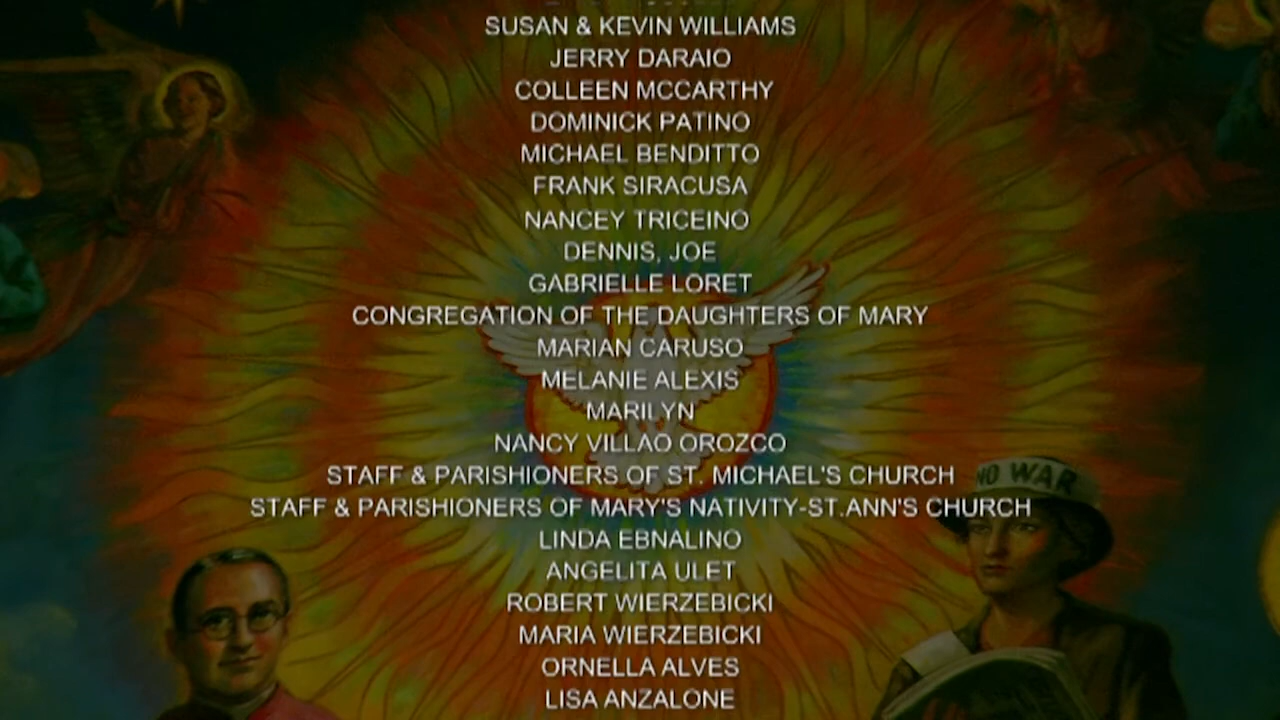 SUSAN & KEVIN WILLIAMS
JERRY DARAIO
COLLEEN MCCARTHY
DOMINICK PATINO
MICHAEL BENDITTO
FRANK SIRACUSA
NANCEY TRICEINO
DENNIS, JOE
GABRIELLE LORET
CONGREGATION OF THE DAUGHTERS OF MARY
MARIAN CARUSO
MELANIE ALEXIS
MARILYN
NANCY VILLAO OROZCO
STAFF & PARISHIONERS OF ST. MICHAEL'S CHURCH
NO WAR
STAFF & PARISHIONERS OF MARY'S NATIVITY-ST.ANN'S CHURCH
LINDA EBNALINO
ANGELITA ULET
ROBERT WIERZEBICKI
MARIA WIERZEBICKI
ORNELLA ALVES
LISA ANZALONE